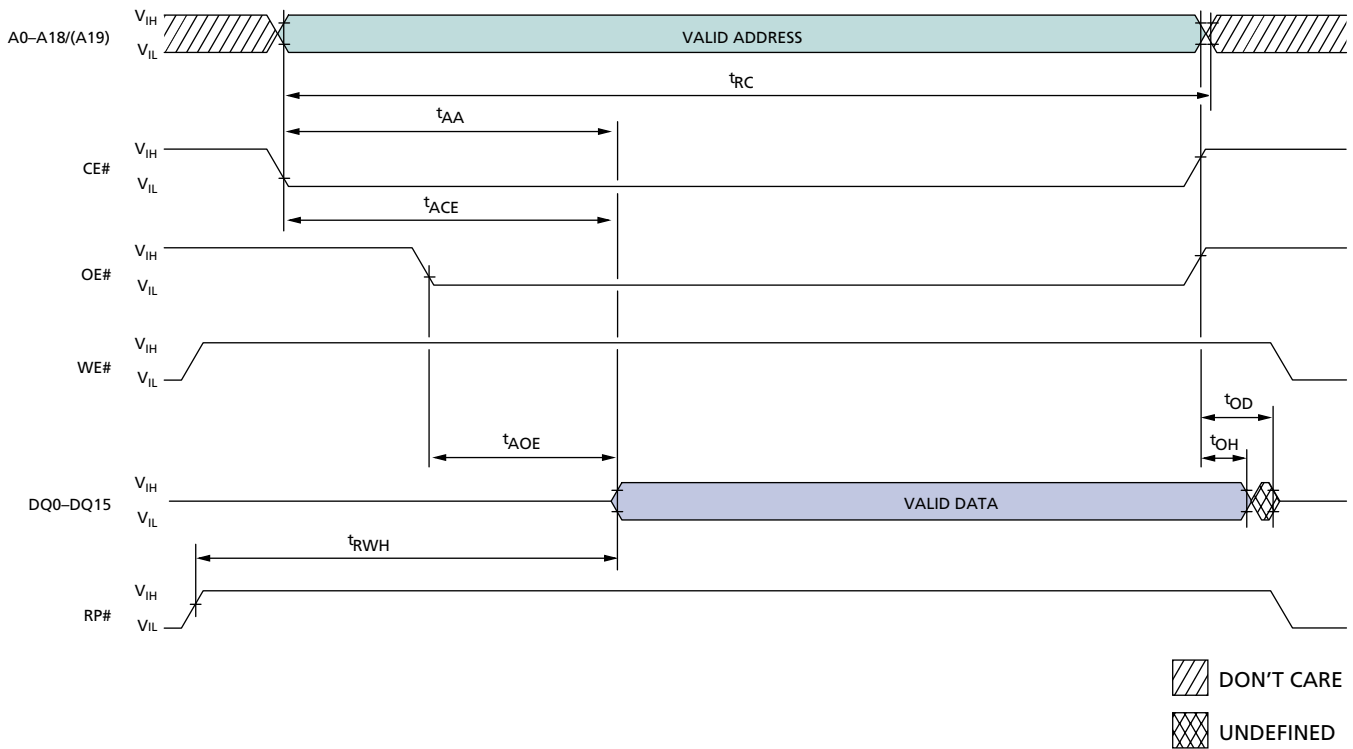 VIH
A0–A18/(A19)
VALID ADDRESS
VIL
tRC
tAA
VIH
CE#
VIL
tACE
VIH
OE#
VIL
VIH
WE#
VIL
tOD
tAOE
tOH
VIH
DQ0–DQ15
VALID DATA
VIL
tRWH
VIH
RP#
VIL
DON'T CARE
UNDEFINED